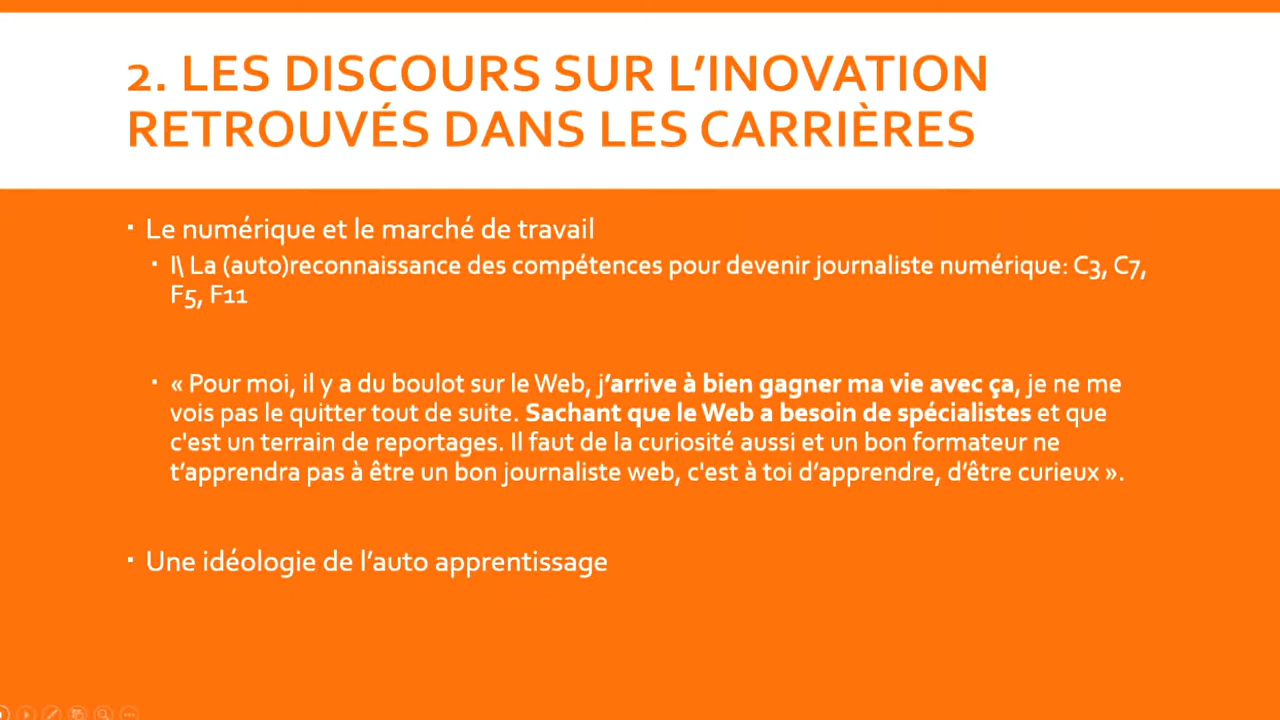 2. LES DISCOURS SUR L’INOVATION
RETROUVÉS DANS LES CARRIÈRES
▪ Le numérique et le marché de travail
▪ I\ La (auto)reconnaissance des compétences pour devenir journaliste numérique: C3, C7,
F5, F11
▪ « Pour moi, il y a du boulot sur le Web, j’arrive à bien gagner ma vie avec ça, je ne me
vois pas le quitter tout de suite. Sachant que le Web a besoin de spécialistes et que
c'est un terrain de reportages. Il faut de la curiosité aussi et un bon formateur ne
t’apprendra pas à être un bon journaliste web, c'est à toi d’apprendre, d’être curieux ».
▪ Une idéologie de l’auto apprentissage